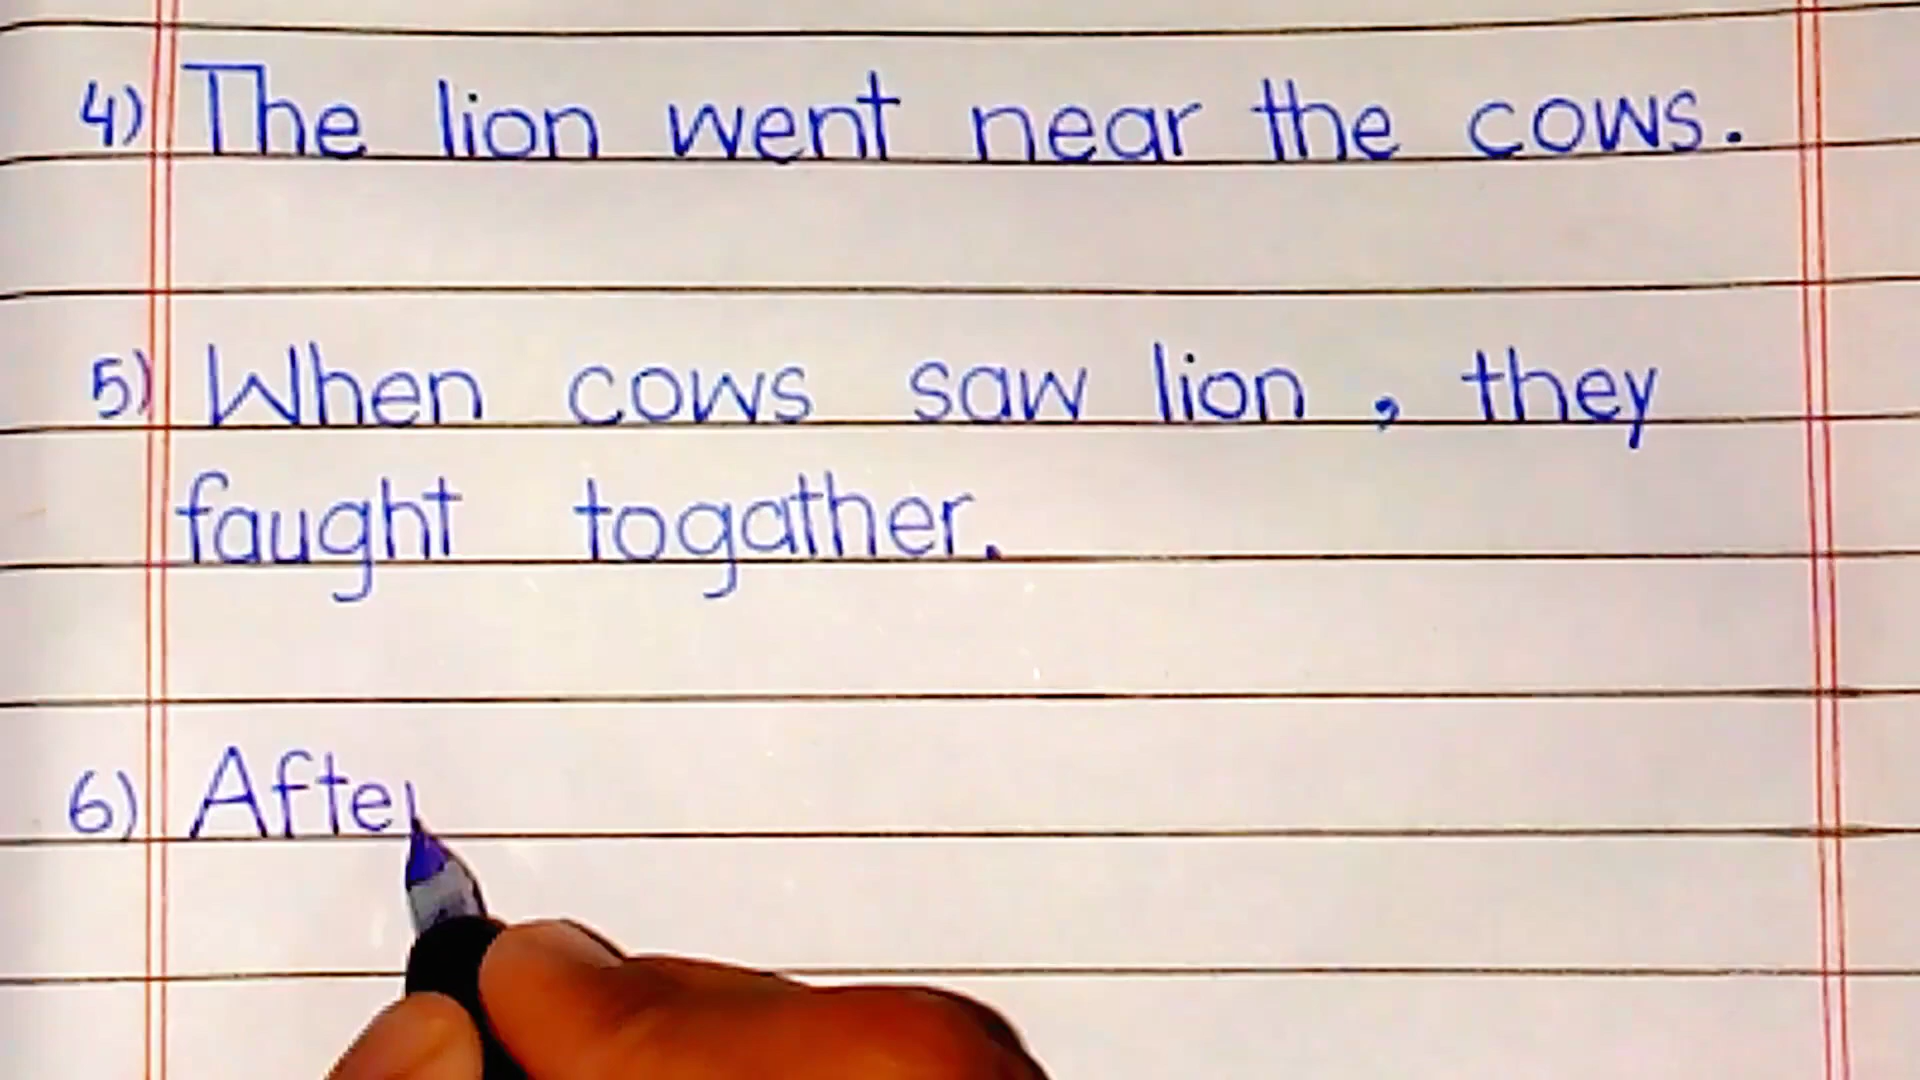 4) The lion went near the cows.
5) When cows saw lion , they
faught togather.
6) After